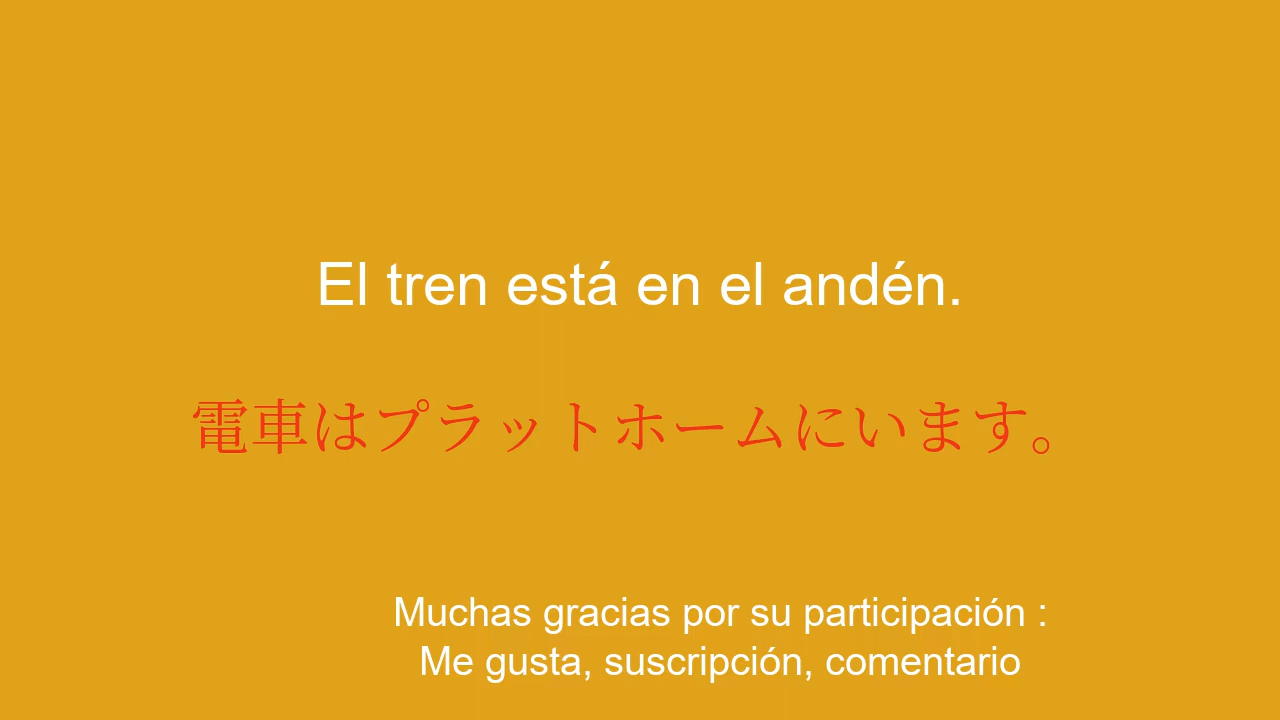 El tren está en el andén.
電車はプラットホームにいます。
Muchas gracias por su participación :
Me gusta, suscripción, comentario